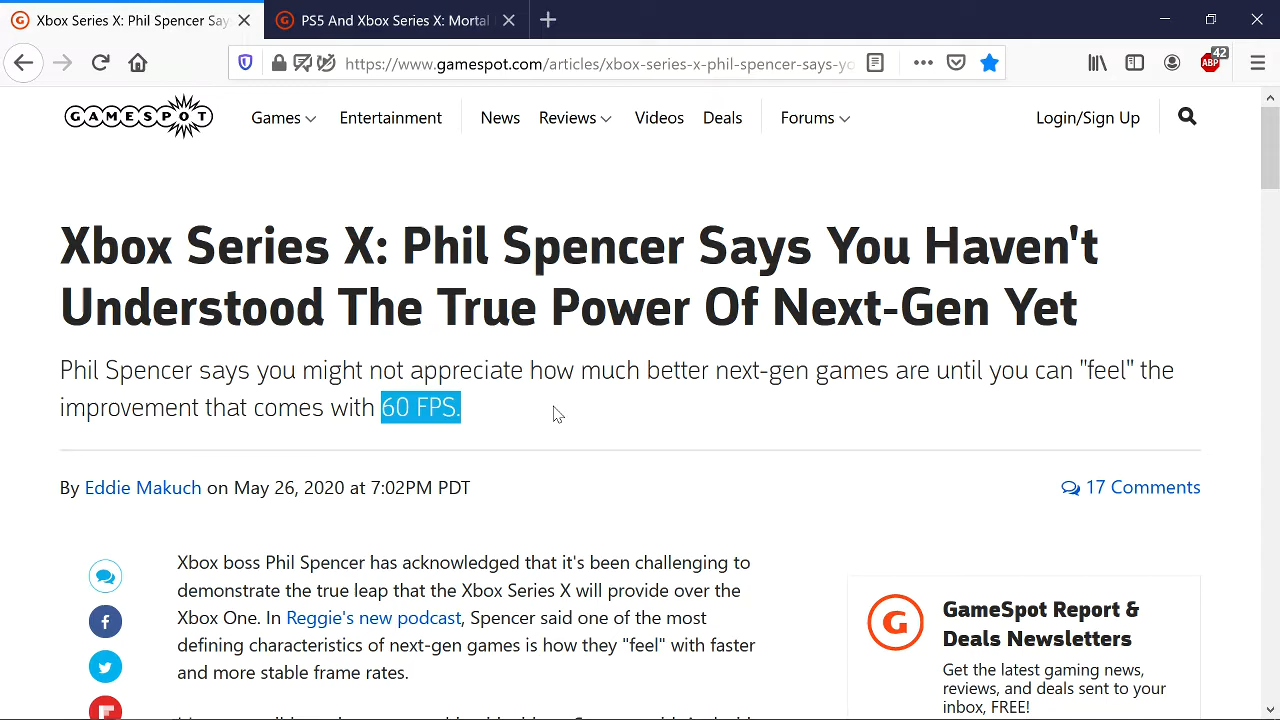 Xbox Series X: Phil Spencer Say
PS5 And Xbox Series X: Mortal
https://www.gamespot.com/articles/xbox-series-x-phil-spencer-says-yo
42
ABP
GAMESPOT
Games
Entertainment
News
Reviews
Videos
Deals
Forums
Login/Sign Up
Xbox Series X: Phil Spencer Says You Haven't
Understood The True Power Of Next-Gen Yet
Phil Spencer says you might not appreciate how much better next-gen games are until you can "feel" the
improvement that comes with 60 FPS.
By Eddie Makuch on May 26, 2020 at 7:02PM PDT
17 Comments
Xbox boss Phil Spencer has acknowledged that it's been challenging to
demonstrate the true leap that the Xbox Series X will provide over the
Xbox One. In Reggie's new podcast, Spencer said one of the most
defining characteristics of next-gen games is how they "feel" with faster
and more stable frame rates.
GameSpot Report &
Deals Newsletters
Get the latest gaming news,
reviews, and deals sent to your
inbox, FREE!